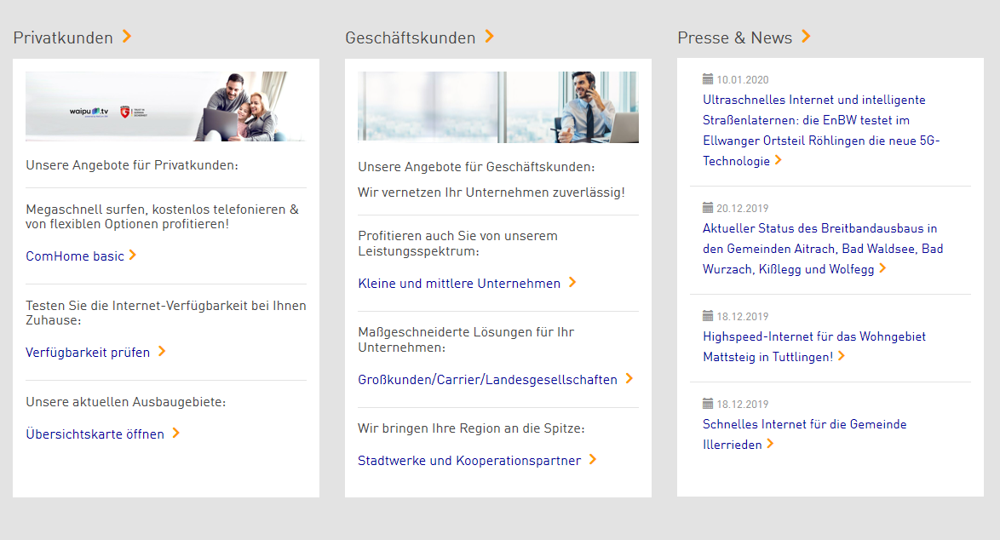 Privatkunden
waipu.tv
TRUST IN
GERMAN
SICHERHEIT
Unsere Angebote für Privatkunden:
Megaschnell surfen, kostenlos telefonieren &
von flexiblen Optionen profitieren!
ComHome basic
Testen Sie die Internet-Verfügbarkeit bei Ihnen
Zuhause:
Verfügbarkeit prüfen
Unsere aktuellen Ausbaugebiete:
Übersichtskarte öffnen
Geschäftskunden
Unsere Angebote für Geschäftskunden:
Wir vernetzen Ihr Unternehmen zuverlässig!
Profitieren auch Sie von unserem
Leistungsspektrum:
Kleine und mittlere Unternehmen
Maßgeschneiderte Lösungen für Ihr
Unternehmen:
Großkunden/Carrier/Landesgesellschaften
Wir bringen Ihre Region an die Spitze:
Stadtwerke und Kooperationspartner
Presse & News
10.01.2020
Ultraschnelles Internet und intelligente
Straßenlaternen: die EnBW testet im
Ellwanger Ortsteil Röhlingen die neue 5G-
Technologie
20.12.2019
Aktueller Status des Breitbandausbaus in
den Gemeinden Aitrach, Bad Waldsee, Bad
Wurzach, Kißlegg und Wolfegg
18.12.2019
Highspeed-Internet für das Wohngebiet
Mattsteig in Tuttlingen!
18.12.2019
Schnelles Internet für die Gemeinde
Illerrieden